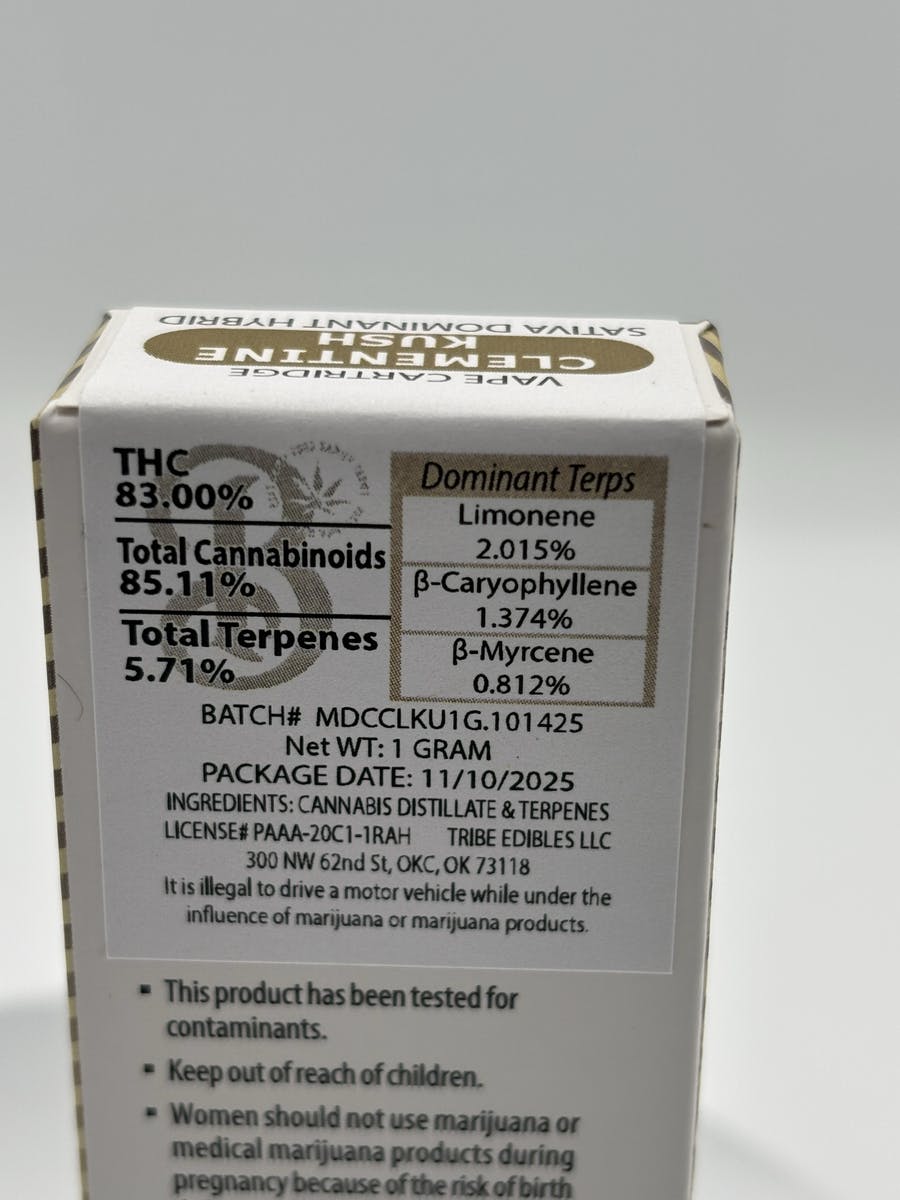 SATIVA DOMINANT HYBRID
CLEMENTINE
KUSH
VAPE CARTRIDGE
THC
83.00%
Total Cannabinoids
85.11%
Total Terpenes
5.71%
Dominant Terps
Limonene
2.015%
β-Caryophyllene
1.374%
β-Myrcene
0.812%
BATCH# MDCCLKU1G.101425
Net WT: 1 GRAM
PACKAGE DATE: 11/10/2025
INGREDIENTS: CANNABIS DISTILLATE & TERPENES
LICENSE# PAAA-20C1-1RAH TRIBE EDIBLES LLC
300 NW 62nd St, OKC, OK 73118
It is illegal to drive a motor vehicle while under the
influence of marijuana or marijuana products.
▪ This product has been tested for
contaminants.
▪ Keep out of reach of children.
▪ Women should not use marijuana or
medical marijuana products during
pregnancy because of the risk of birth